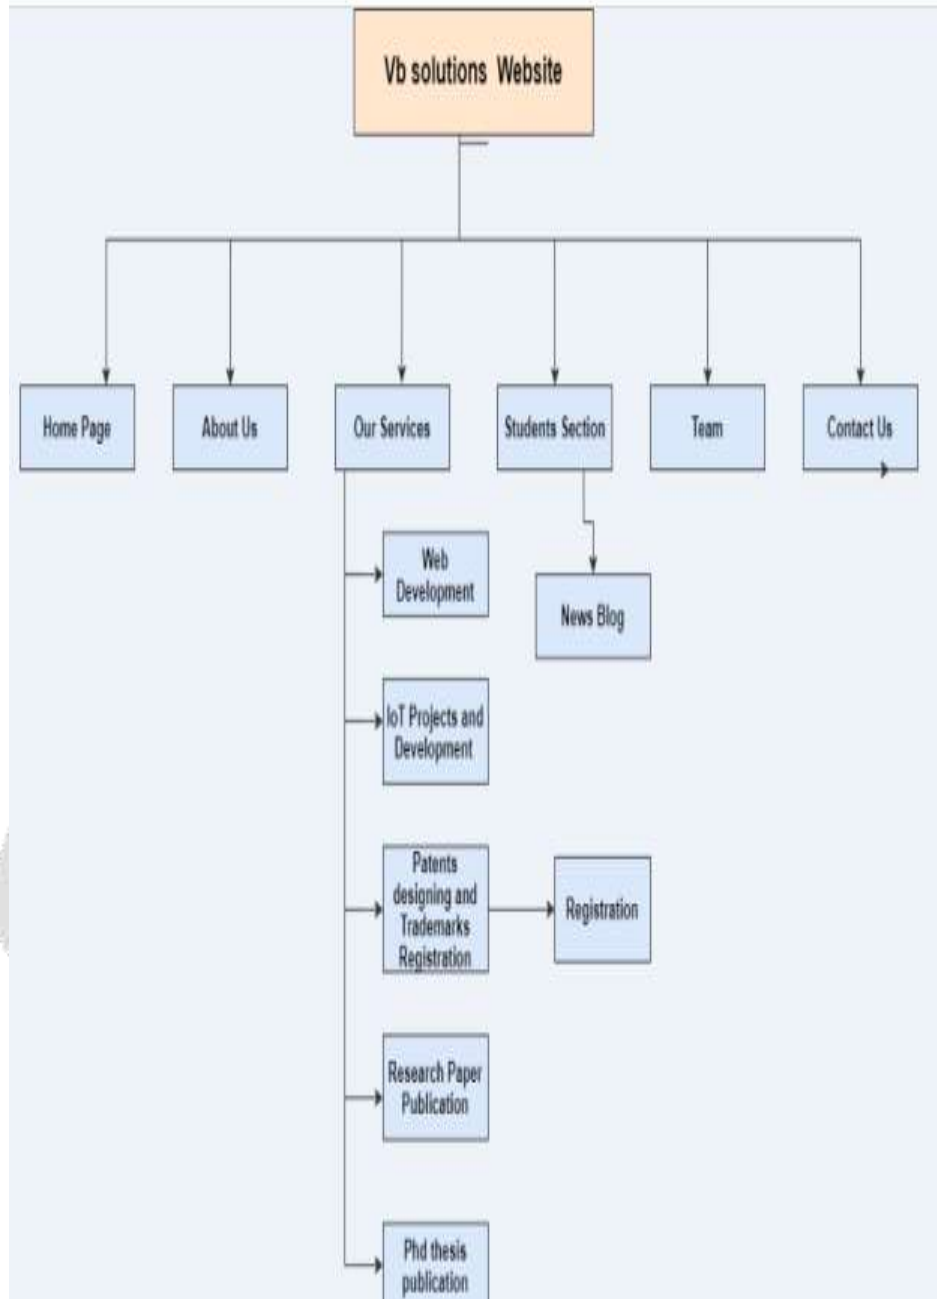 Vb solutions Website
Home Page
About Us
Our Services
Students Section
Team
Contact Us
Web
Development
News Blog
IoT Projects and
Development
Patents
designing and
Trademarks
Registration
Registration
Research Paper
Publication
Phd thesis
publication